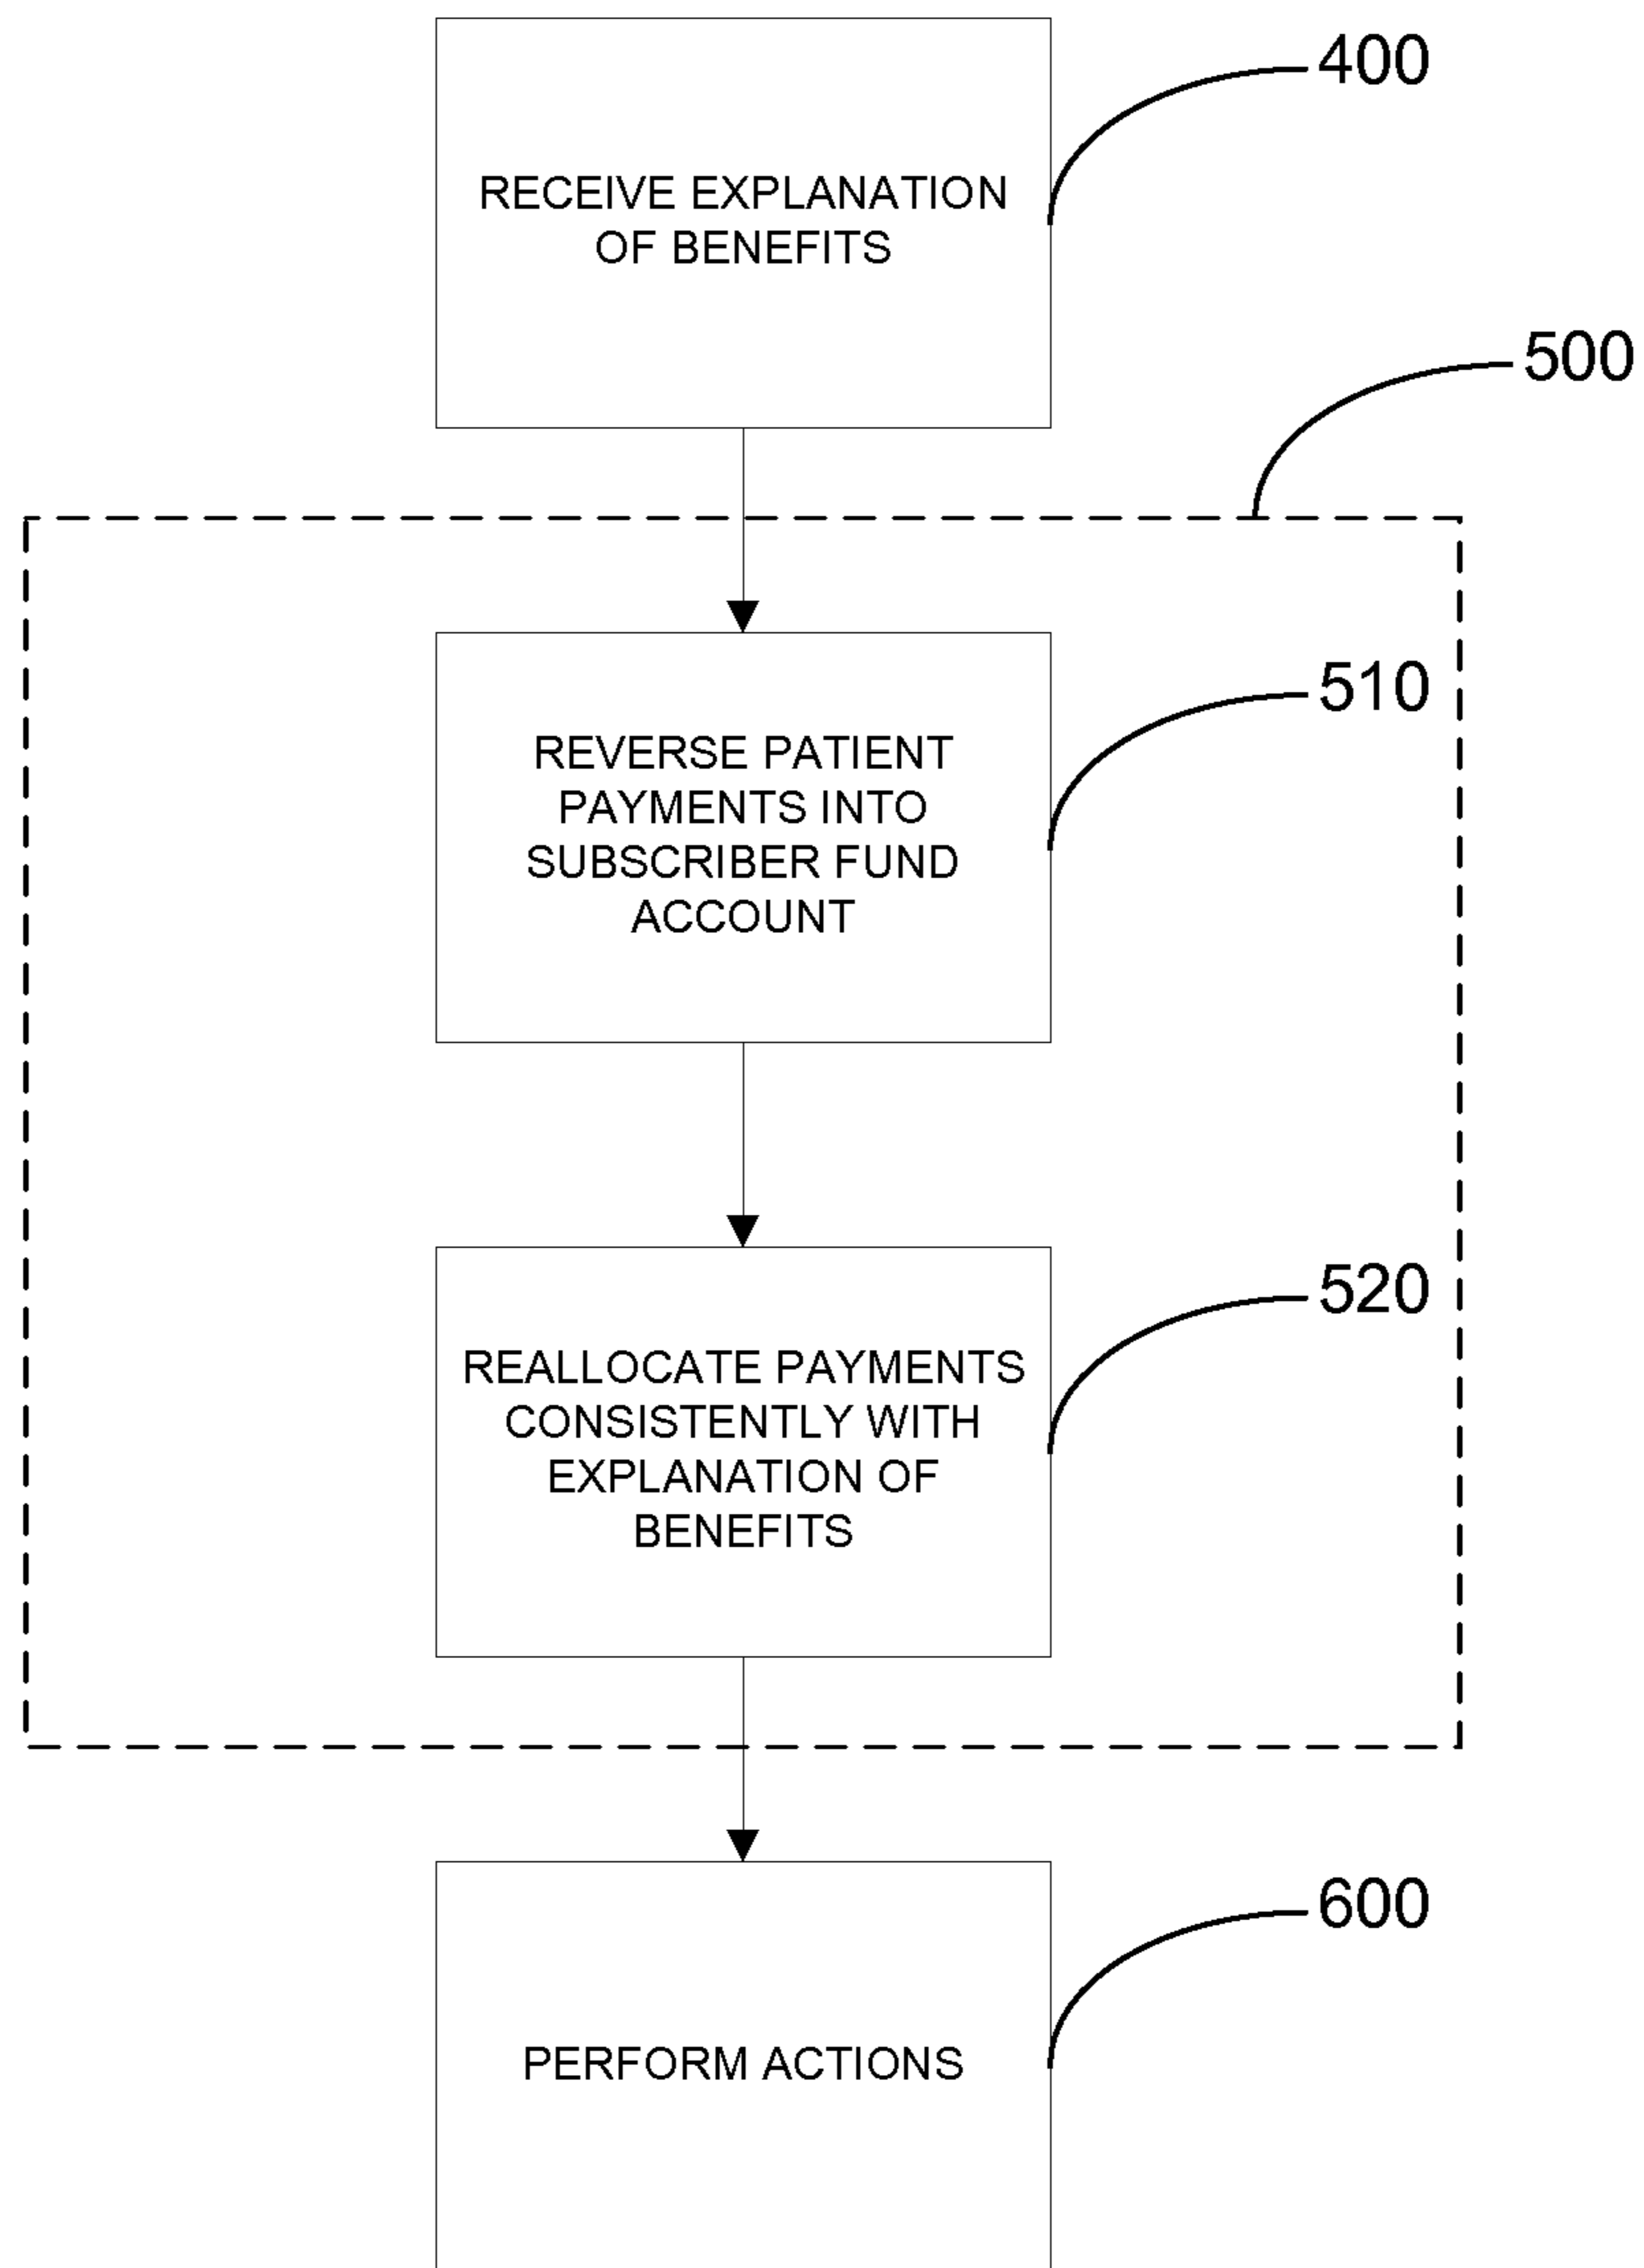 400
RECEIVE EXPLANATION
OF BENEFITS
500
510
REVERSE PATIENT
PAYMENTS INTO
SUBSCRIBER FUND
ACCOUNT
520
REALLOCATE PAYMENTS
CONSISTENTLY WITH
EXPLANATION OF
BENEFITS
600
PERFORM ACTIONS